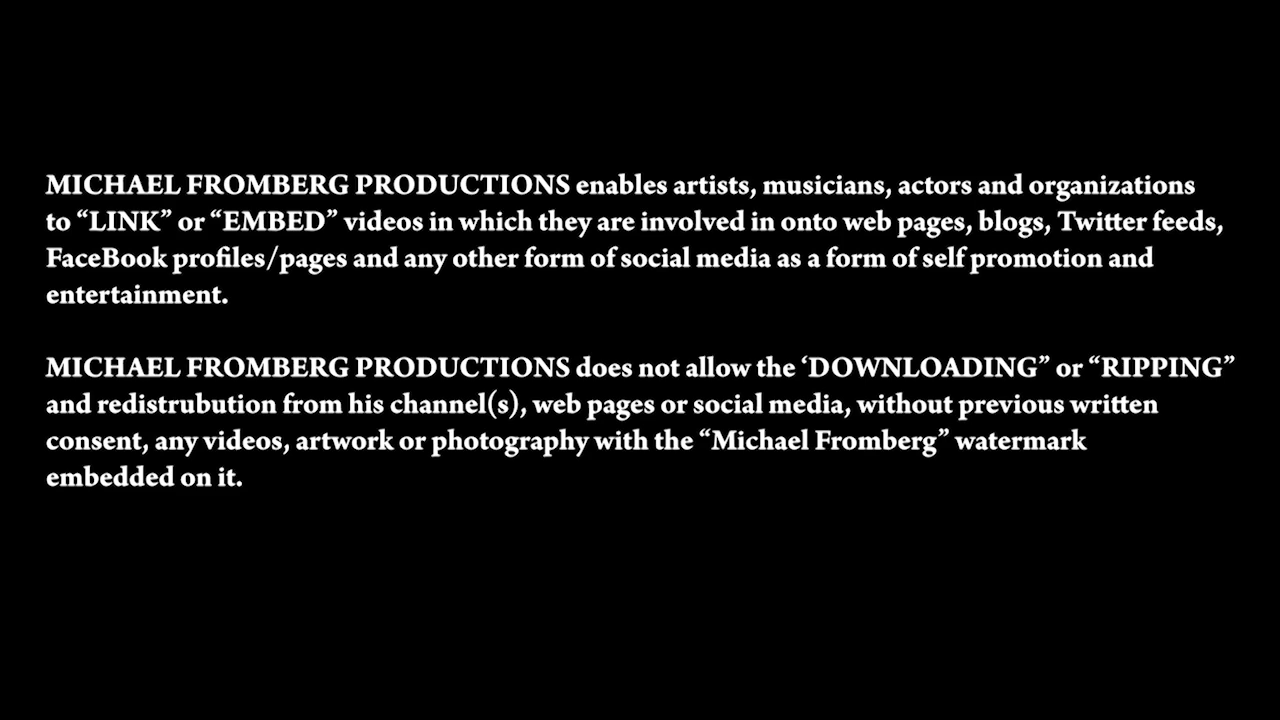 MICHAEL FROMBERG PRODUCTIONS enables artists, musicians, actors and organizations
to “LINK” or “EMBED” videos in which they are involved in onto web pages, blogs, Twitter feeds,
FaceBook profiles/pages and any other form of social media as a form of self promotion and
entertainment.
MICHAEL FROMBERG PRODUCTIONS does not allow the ‘DOWNLOADING” or “RIPPING”
and redistrubution from his channel(s), web pages or social media, without previous written
consent, any videos, artwork or photography with the “Michael Fromberg” watermark
embedded on it.